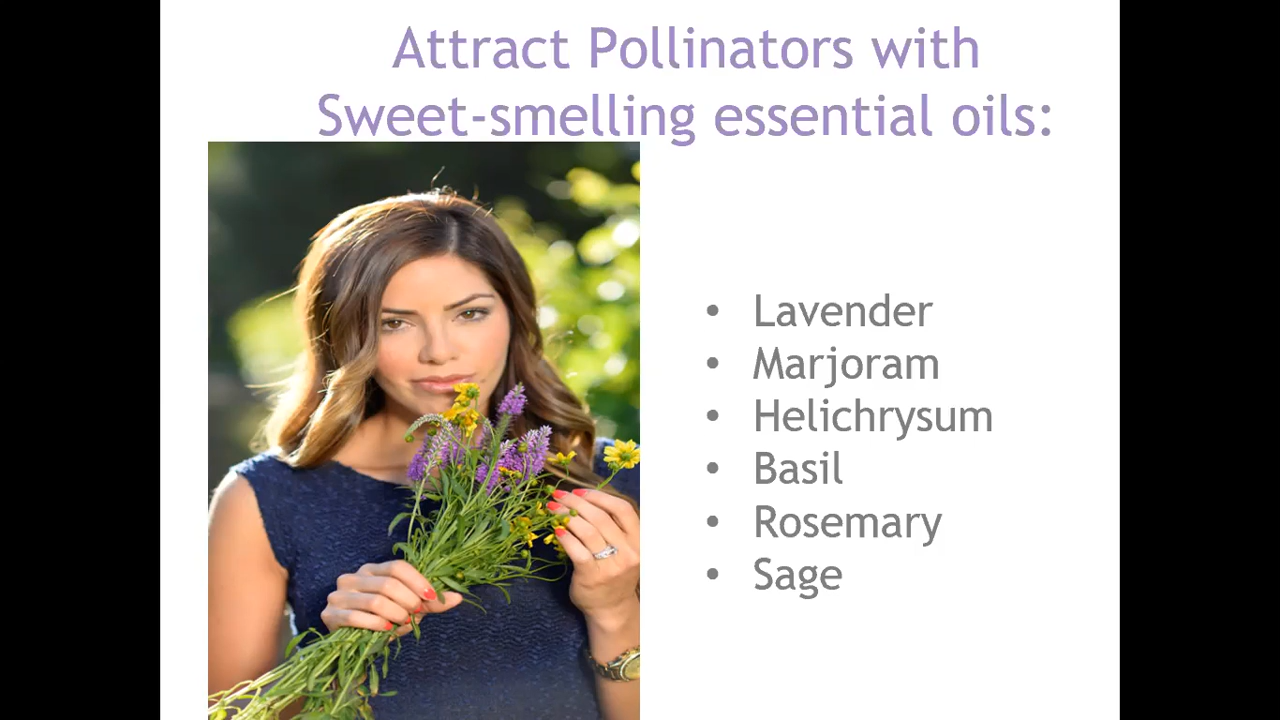 Attract Pollinators with
Sweet-smelling essential oils:
• Lavender
• Marjoram
• Helichrysum
• Basil
• Rosemary
• Sage